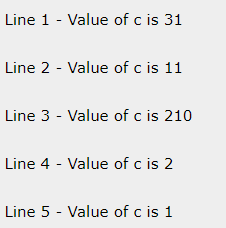 Line 1 - Value of c is 31
Line 2 - Value of c is 11
Line 3 - Value of c is 210
Line 4 - Value of c is 2
Line 5 - Value of c is 1